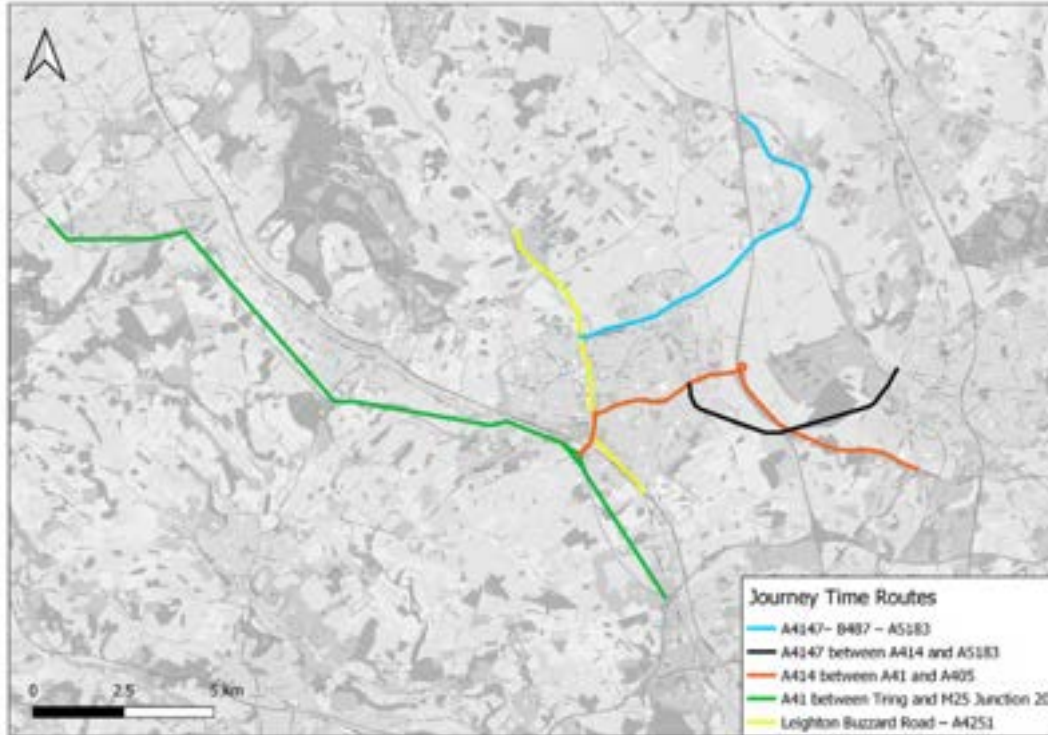 Journey Time Routes
A4147– B487 – A5183
A4147 between A414 and A5183
A414 between A41 and A405
A41 between Tring and M25 Junction 20
Leighton Buzzard Road – A4251
0 2.5 5 km